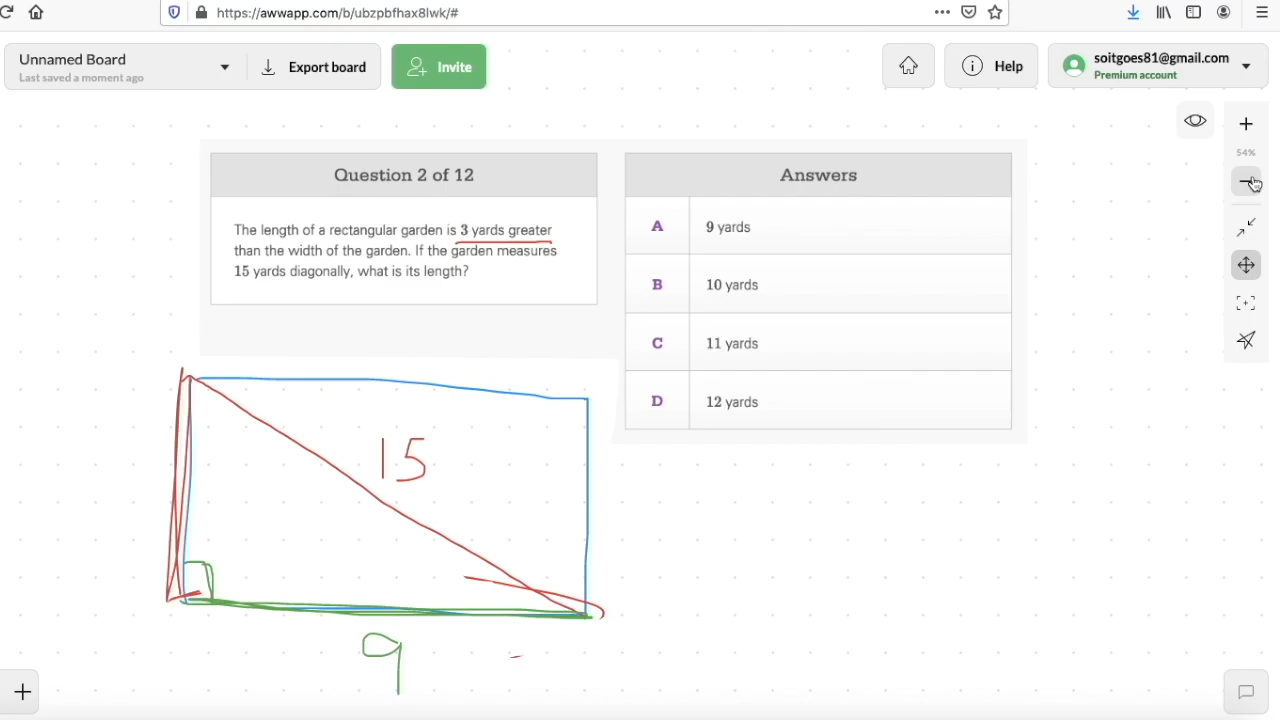 https://awwapp.com/b/ubzpbfhax8lwk/#
Unnamed Board
Last saved a moment ago
Export board
Invite
Help
soitgoes81@gmail.com
Premium account
54%
Question 2 of 12
The length of a rectangular garden is 3 yards greater
than the width of the garden. If the garden measures
15 yards diagonally, what is its length?
Answers
A 9 yards
B 10 yards
C 11 yards
D 12 yards
15
9